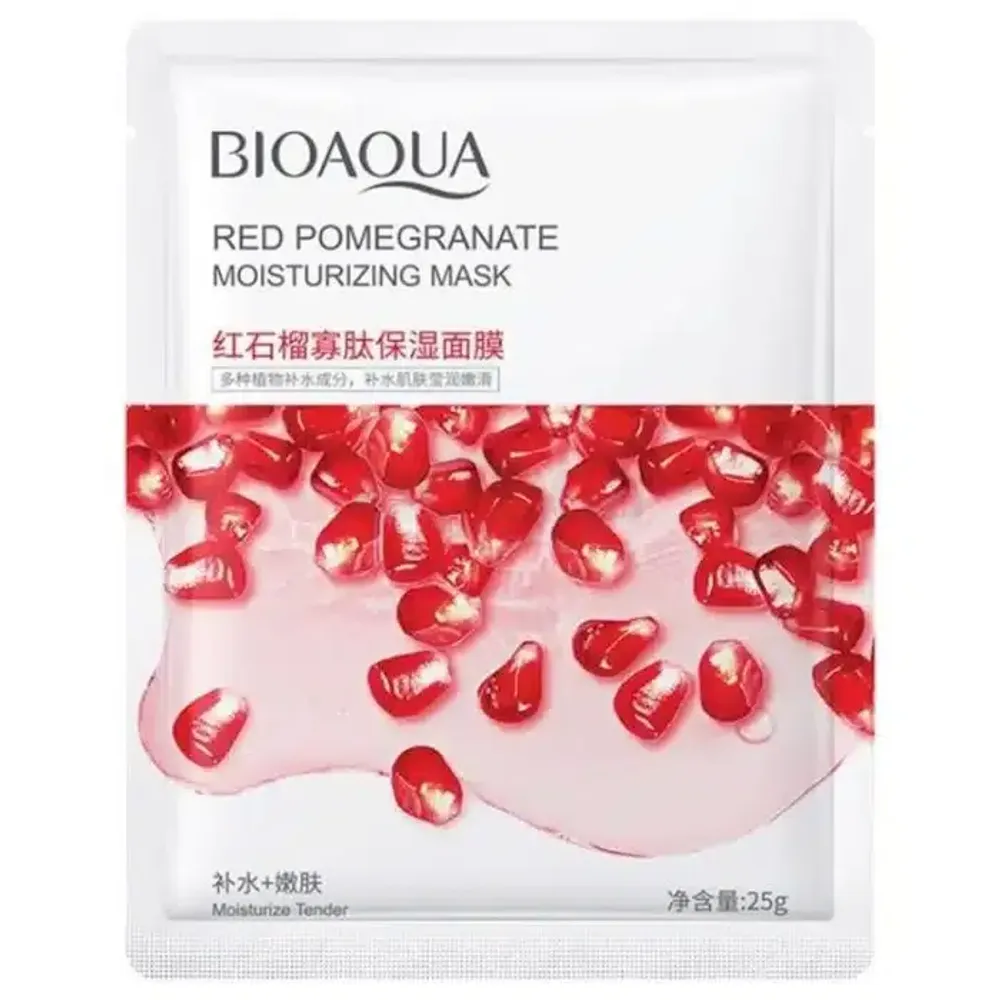 BIOAQUA
RED POMEGRANATE
MOISTURIZING MASK
红石榴寡肽保湿面膜
多种植物补水成分，补水肌肤莹润嫩滑
补水+嫩肤
Moisturize Tender
净含量:25g